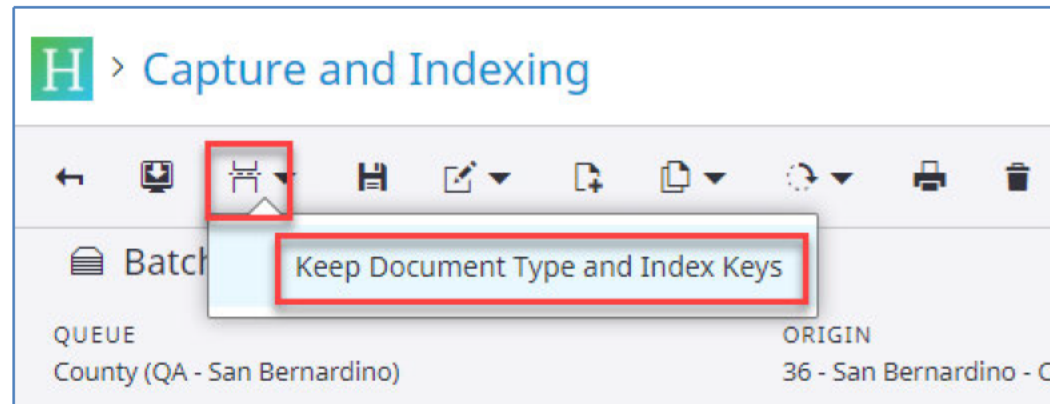 H > Capture and Indexing
Batch
Keep Document Type and Index Keys
QUEUE
County (QA - San Bernardino)
ORIGIN
36 - San Bernardino - C